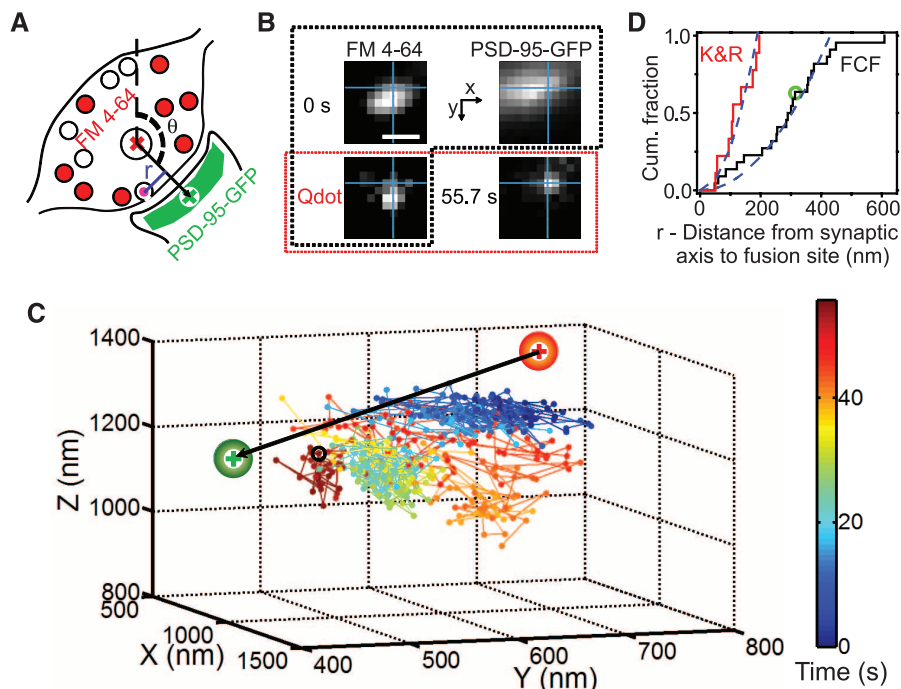 A
FM 4-64
θ
r
PSD-95-GFP
B
FM 4-64
PSD-95-GFP
0 s
x
y
Qdot
55.7 s
D
K&R
FCF
Cum. fraction
1.0
0.5
0.0
0
200
400
600
r - Distance from synaptic
axis to fusion site (nm)
C
Z (nm)
1400
1200
1000
800
500
1000
1500
X (nm)
400
500
600
700
800
Y (nm)
40
20
0
Time (s)